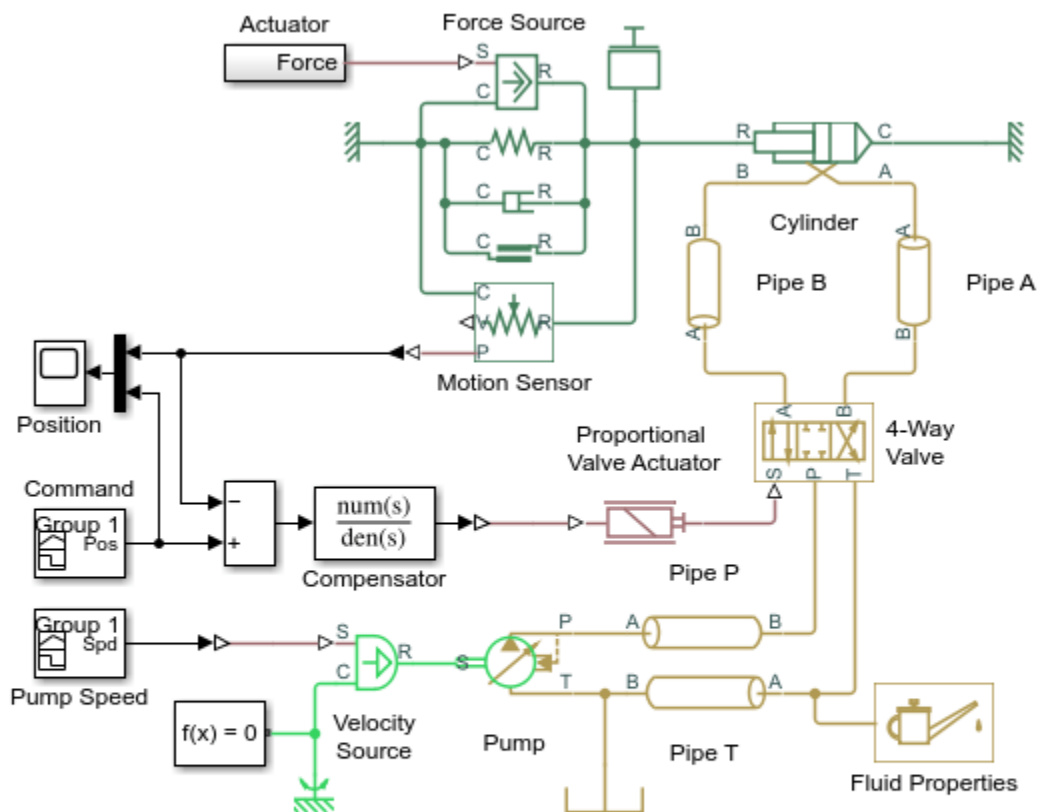 Actuator
Force Source
Force
S
R
C
C
R
R
C
B
A
C
R
Cylinder
C
R
B
A
Pipe B
Pipe A
C
V
R
A
B
P
Motion Sensor
Position
A
B
4-Way
Valve
Proportional
Valve Actuator
S
P
T
Command
Group 1
Pos
−
+
num(s)
den(s)
Compensator
Pipe P
Group 1
Spd
S
R
C
S
P
A
B
T
B
A
Pump Speed
f(x) = 0
Velocity
Source
Pump
Pipe T
Fluid Properties